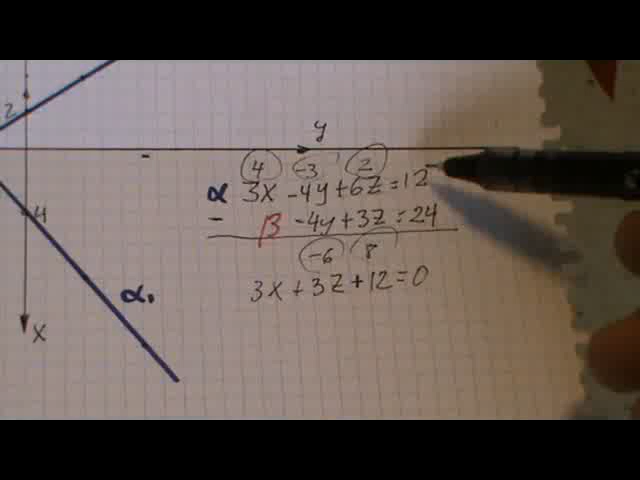 2
y
4 -3 2
α 3x -4y + 6z = 12
- β -4y + 3z = 24
4
-6 8
3x + 3z + 12 = 0
α₁
x